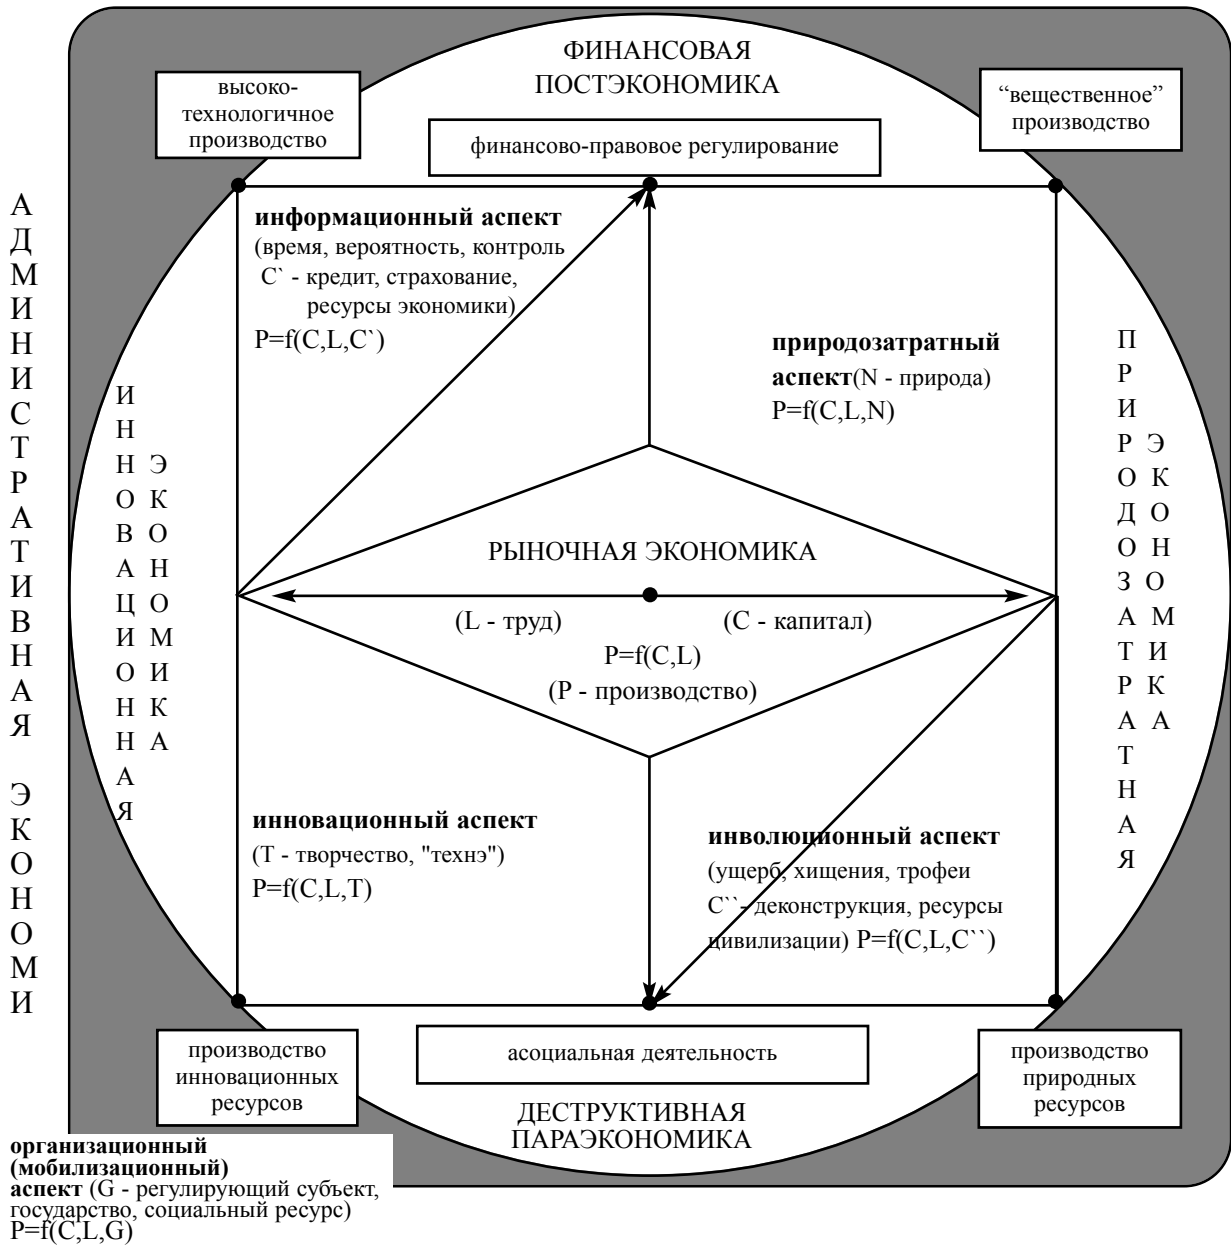 ФИНАНСОВАЯ
ПОСТЭКОНОМИКА
высоко-
технологичное
производство
“вещественное”
производство
финансово-правовое регулирование
АДМИНИСТРАТИВНАЯ ЭКОНОМИ
информационный аспект
(время, вероятность, контроль
C` - кредит, страхование,
ресурсы экономики)
P=f(C,L,C`)
природозатратный
аспект(N - природа)
P=f(C,L,N)
ИННОВАЦИОННАЯ
ЭКОНОМИКА
ПРИРОДОЗАТРАТНАЯ
ЭКОНОМИКА
РЫНОЧНАЯ ЭКОНОМИКА
(L - труд) (C - капитал)
P=f(C,L)
(P - производство)
инновационный аспект
(T - творчество, "технэ")
P=f(C,L,T)
инволюционный аспект
(ущерб, хищения, трофеи
C``- деконструкция, ресурсы
цивилизации) P=f(C,L,C``)
производство
инновационных
ресурсов
асоциальная деятельность
производство
природных
ресурсов
ДЕСТРУКТИВНАЯ
ПАРАЭКОНОМИКА
организационный
(мобилизационный)
аспект (G - регулирующий субъект,
государство, социальный ресурс)
P=f(C,L,G)